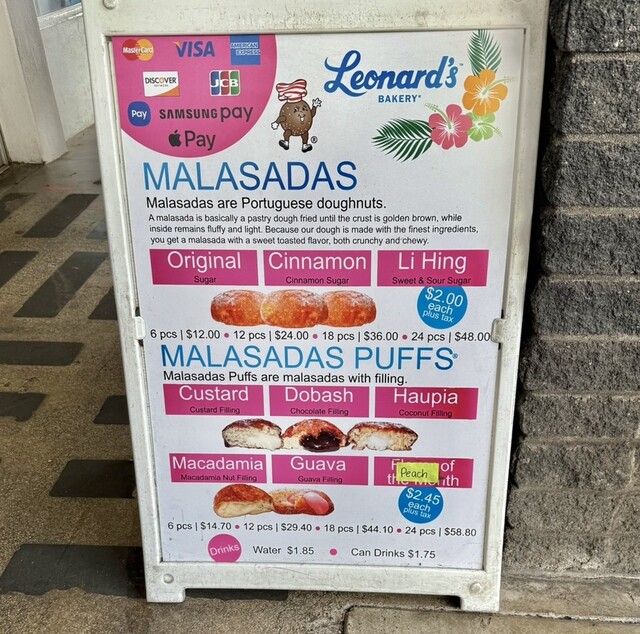 MasterCard VISA AMERICAN EXPRESS
DISCOVER JCB
Pay SAMSUNG pay
Pay
Leonard's
BAKERY®
®
MALASADAS
Malasadas are Portuguese doughnuts.
A malasada is basically a pastry dough fried until the crust is golden brown, while
inside remains fluffy and light. Because our dough is made with the finest ingredients,
you get a malasada with a sweet toasted flavor, both crunchy and chewy.
Original Cinnamon Li Hing
Sugar Cinnamon Sugar Sweet & Sour Sugar
$2.00
each
plus tax
6 pcs | $12.00 • 12 pcs | $24.00 • 18 pcs | $36.00 • 24 pcs | $48.00
MALASADAS PUFFS®
Malasadas Puffs are malasadas with filling.
Custard Dobash Haupia
Custard Filling Chocolate Filling Coconut Filling
Macadamia Guava of
Macadamia Nut Filling Guava Filling
Peach
$2.45
each
plus tax
6 pcs | $14.70 • 12 pcs | $29.40 • 18 pcs | $44.10 • 24 pcs | $58.80
Drinks Water $1.85 • Can Drinks $1.75